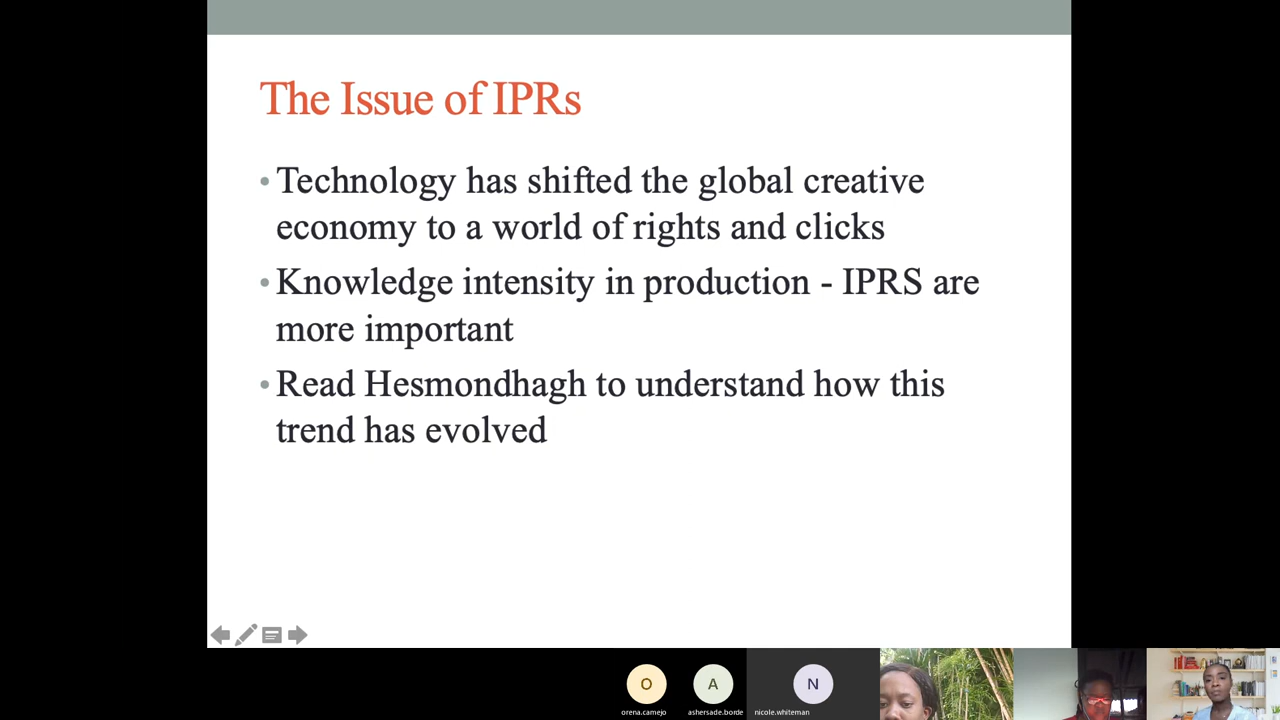 The Issue of IPRs
• Technology has shifted the global creative
economy to a world of rights and clicks
• Knowledge intensity in production - IPRS are
more important
• Read Hesmondhagh to understand how this
trend has evolved
O
A
N
orena.camejo
ashersade.borde
nicole.whiteman